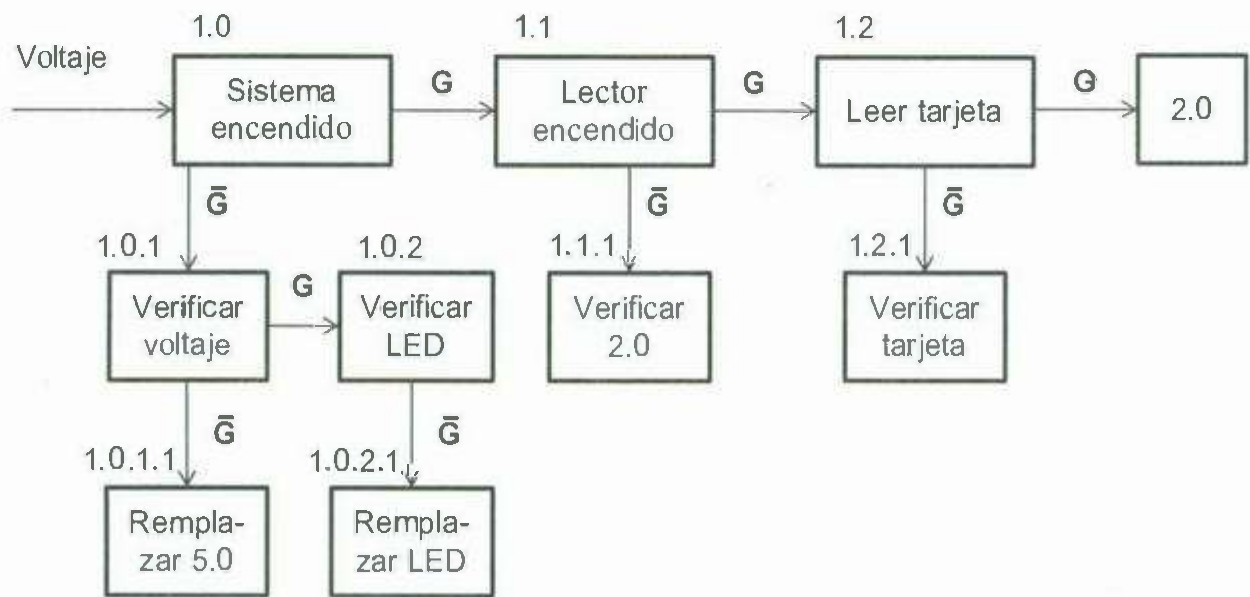 1.0
1.1
1.2
Voltaje
Sistema
encendido
G
Lector
encendido
G
Leer tarjeta
G
2.0
G̅
G̅
G̅
1.0.1
1.0.2
1.1.1
1.2.1
Verificar
voltaje
G
Verificar
LED
Verificar
2.0
Verificar
tarjeta
G̅
G̅
1.0.1.1
1.0.2.1
Rempla-
zar 5.0
Rempla-
zar LED